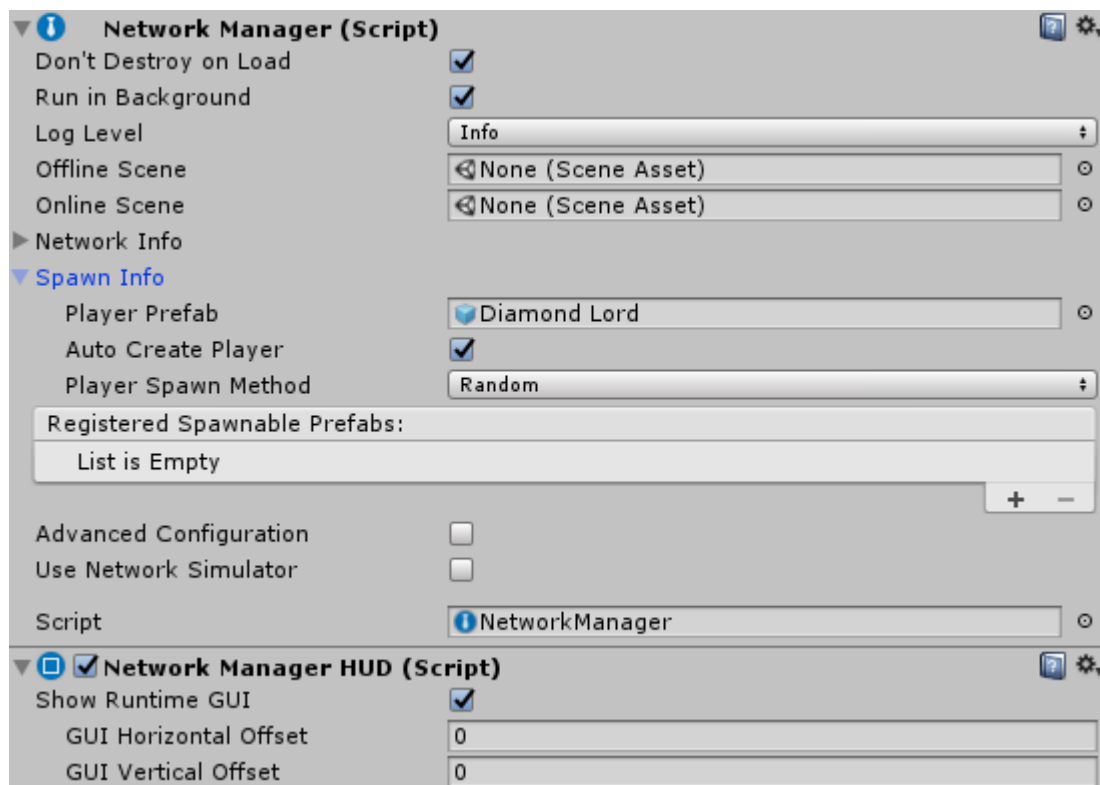 Network Manager (Script)
Don't Destroy on Load
Run in Background
Log Level Info
Offline Scene None (Scene Asset)
Online Scene None (Scene Asset)
Network Info
Spawn Info
Player Prefab Diamond Lord
Auto Create Player
Player Spawn Method Random
Registered Spawnable Prefabs:
List is Empty
+ −
Advanced Configuration
Use Network Simulator
Script NetworkManager
Network Manager HUD (Script)
Show Runtime GUI
GUI Horizontal Offset 0
GUI Vertical Offset 0